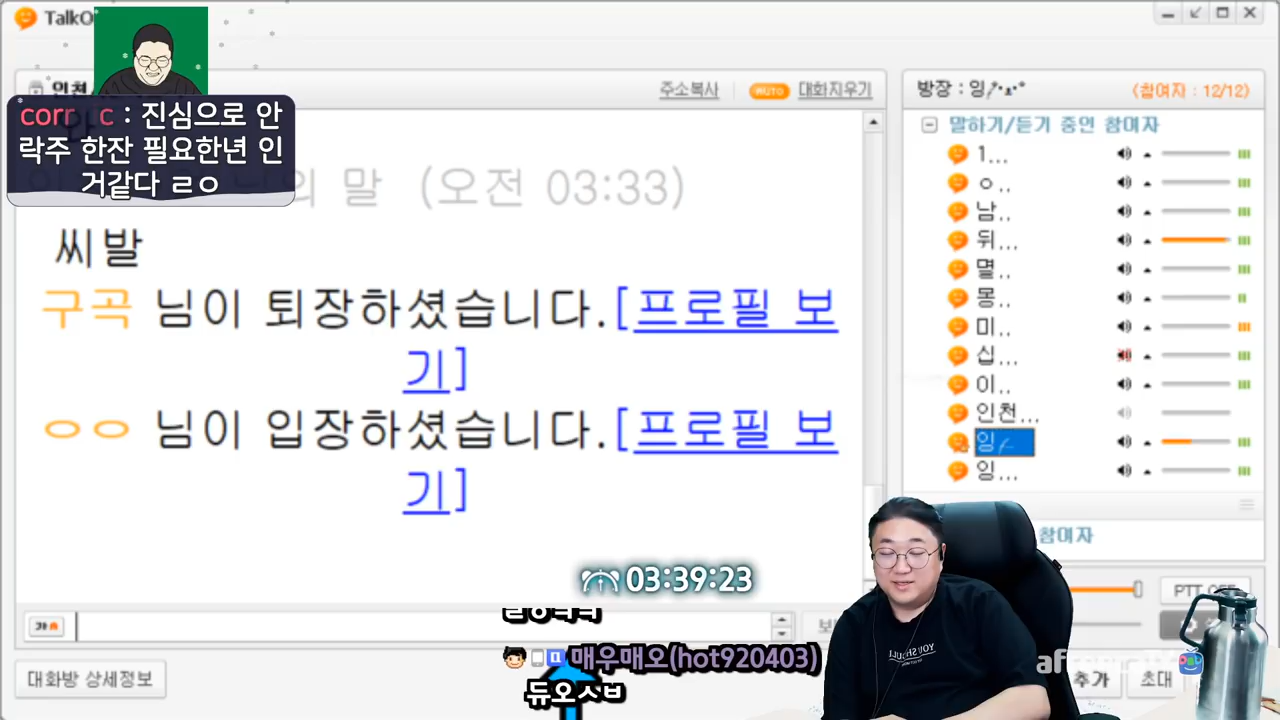 TalkO
주소복사
대화지우기
방장 : 잉
(참여자 : 12/12)
corr c : 진심으로 안
락주 한잔 필요한년 인
거같다 ㄹㅇ
의 말 (오전 03:33)
씨발
구곡 님이 퇴장하셨습니다.[프로필 보
기]
ㅇㅇ 님이 입장하셨습니다.[프로필 보
기]
말하기/듣기 중인 참여자
1...
ㅇ..
남..
뒤...
멸..
몽..
미..
십...
이..
인천...
잉
잉...
참여자
03:39:23
PTT OFF
매우매오(hot920403)
듀오ㅅㅂ
대화방 상세정보
추가
초대